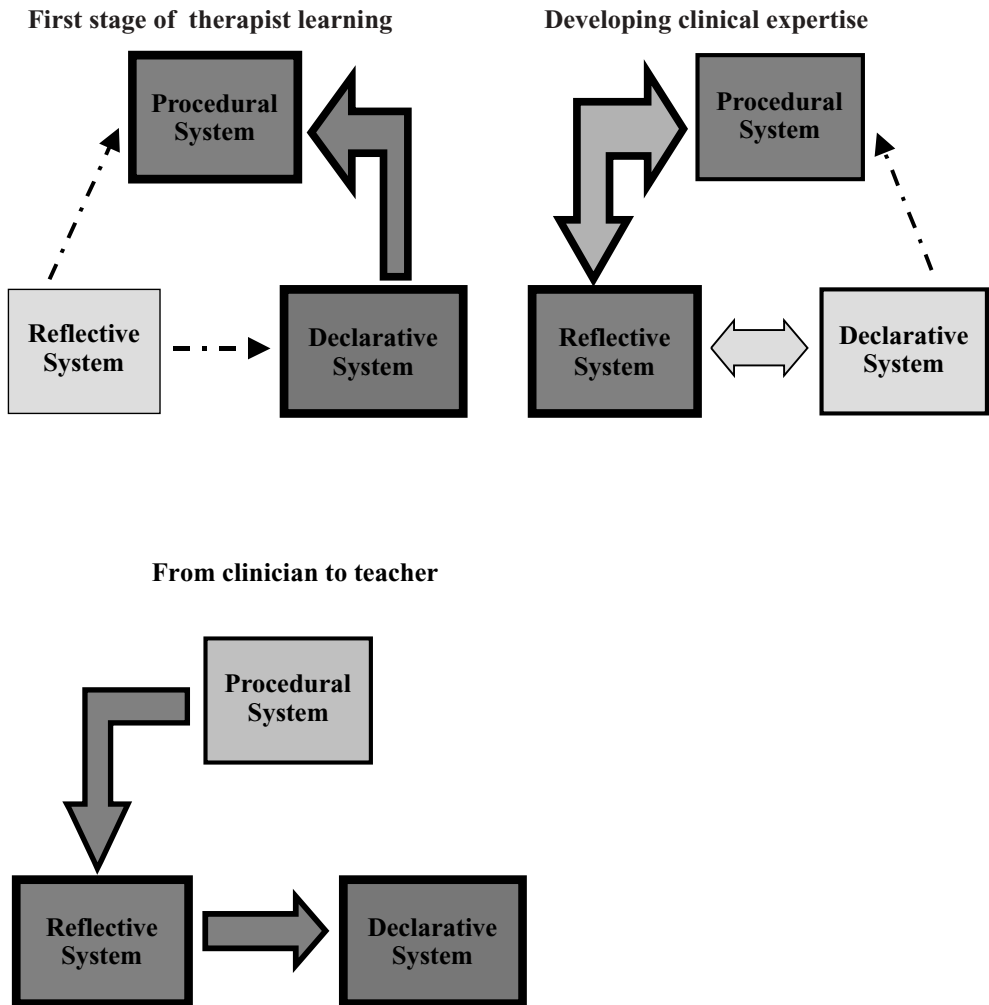 First stage of therapist learning
Procedural
System
Reflective
System
Declarative
System
Developing clinical expertise
Procedural
System
Reflective
System
Declarative
System
From clinician to teacher
Procedural
System
Reflective
System
Declarative
System